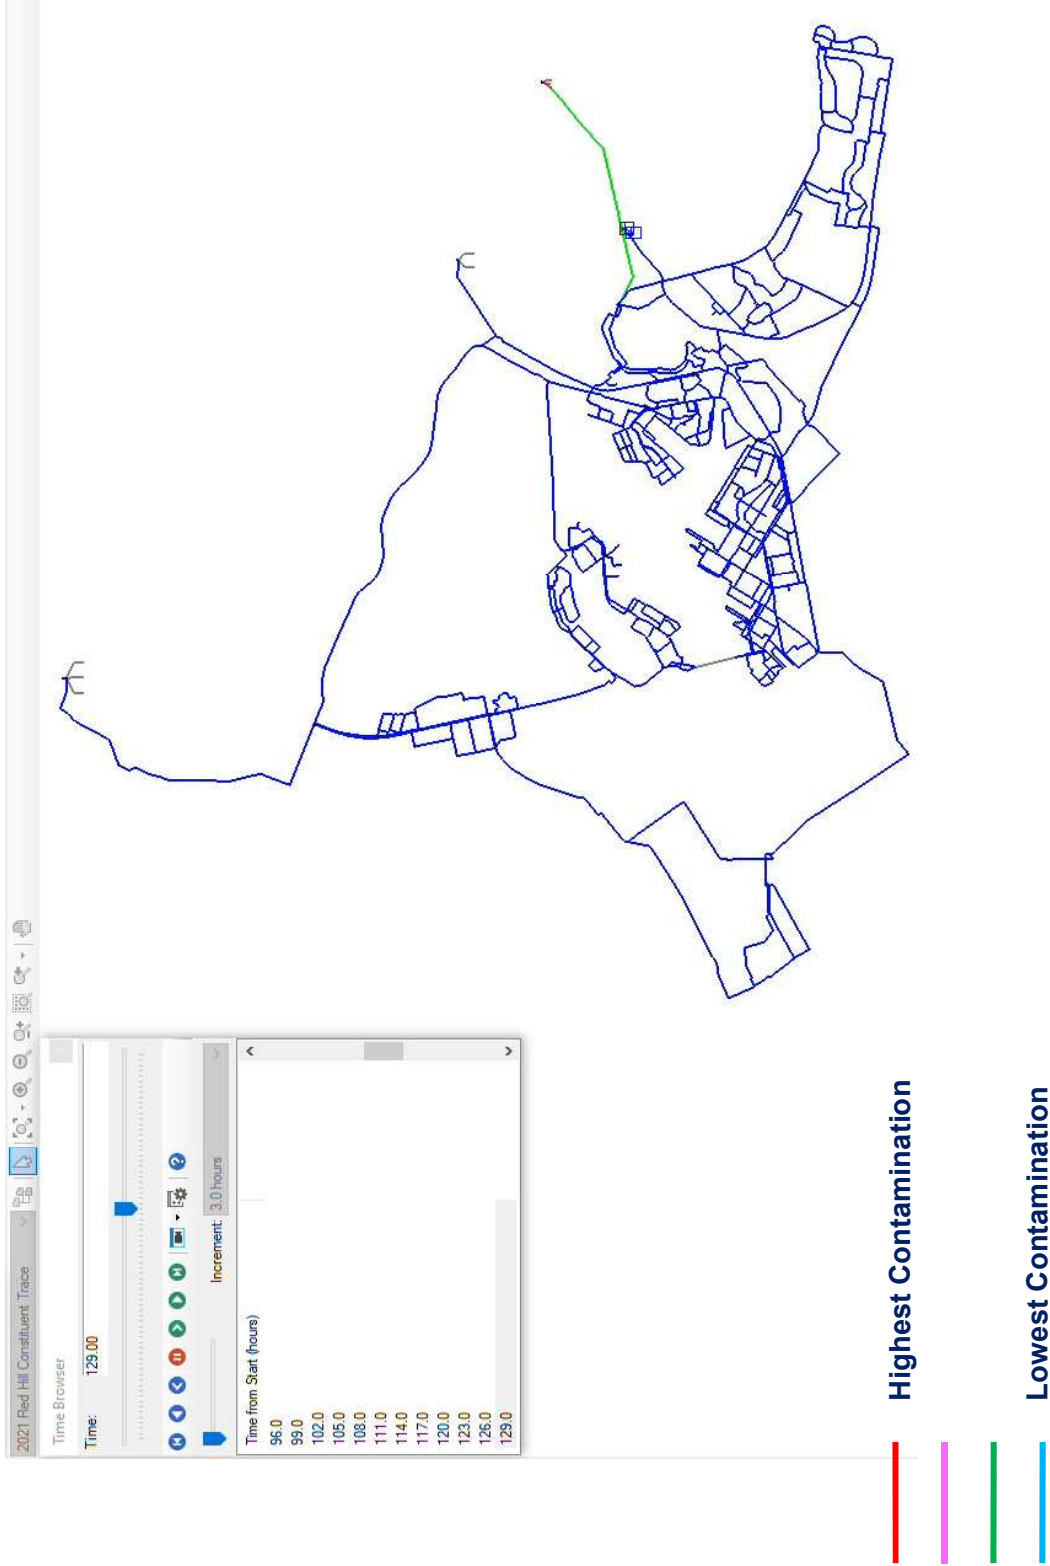 2021 Red Hill Constituent Trace
Time Browser
Time: 129.00
Increment: 3.0 hours
Time from Start (hours)
96.0
99.0
102.0
105.0
108.0
111.0
114.0
117.0
120.0
123.0
126.0
129.0
Highest Contamination
Lowest Contamination